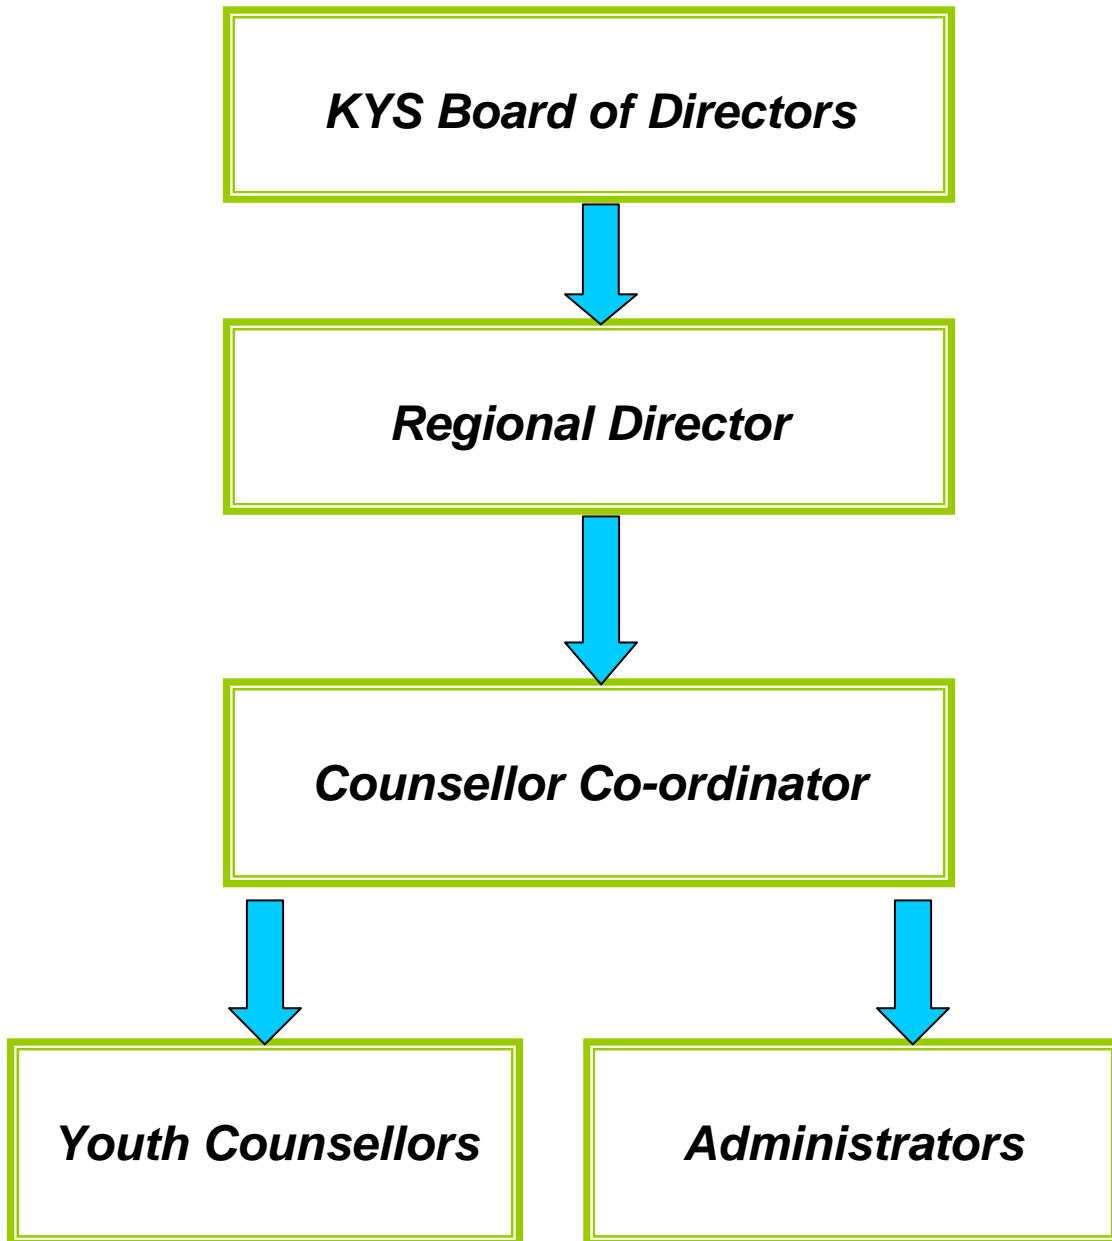 KYS Board of Directors
Regional Director
Counsellor Co-ordinator
Youth Counsellors
Administrators